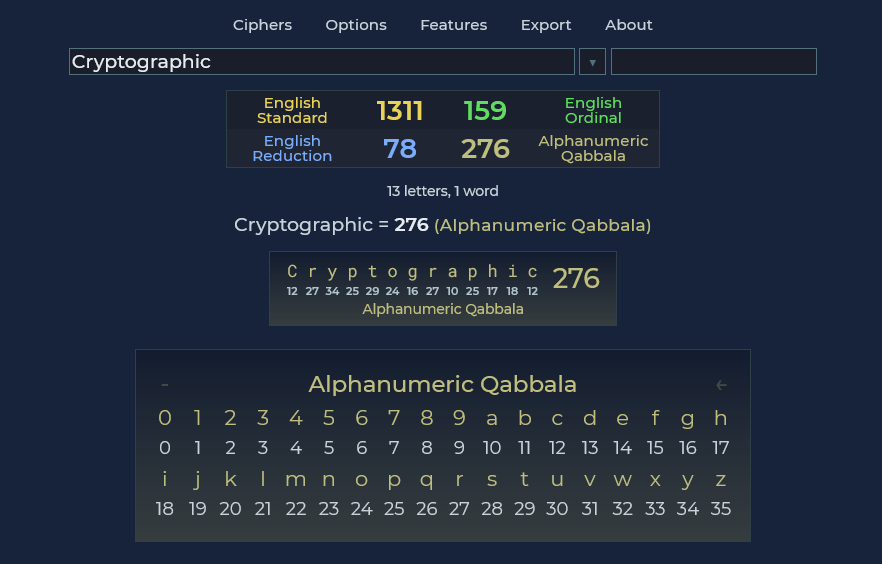 Ciphers Options Features Export About
Cryptographic ▼
English Standard 1311 159 English Ordinal
English Reduction 78 276 Alphanumeric Qabbala
13 letters, 1 word
Cryptographic = 276 (Alphanumeric Qabbala)
C r y p t o g r a p h i c 276
12 27 34 25 29 24 16 27 10 25 17 18 12
Alphanumeric Qabbala
- Alphanumeric Qabbala ←
0 1 2 3 4 5 6 7 8 9 a b c d e f g h
0 1 2 3 4 5 6 7 8 9 10 11 12 13 14 15 16 17
i j k l m n o p q r s t u v w x y z
18 19 20 21 22 23 24 25 26 27 28 29 30 31 32 33 34 35